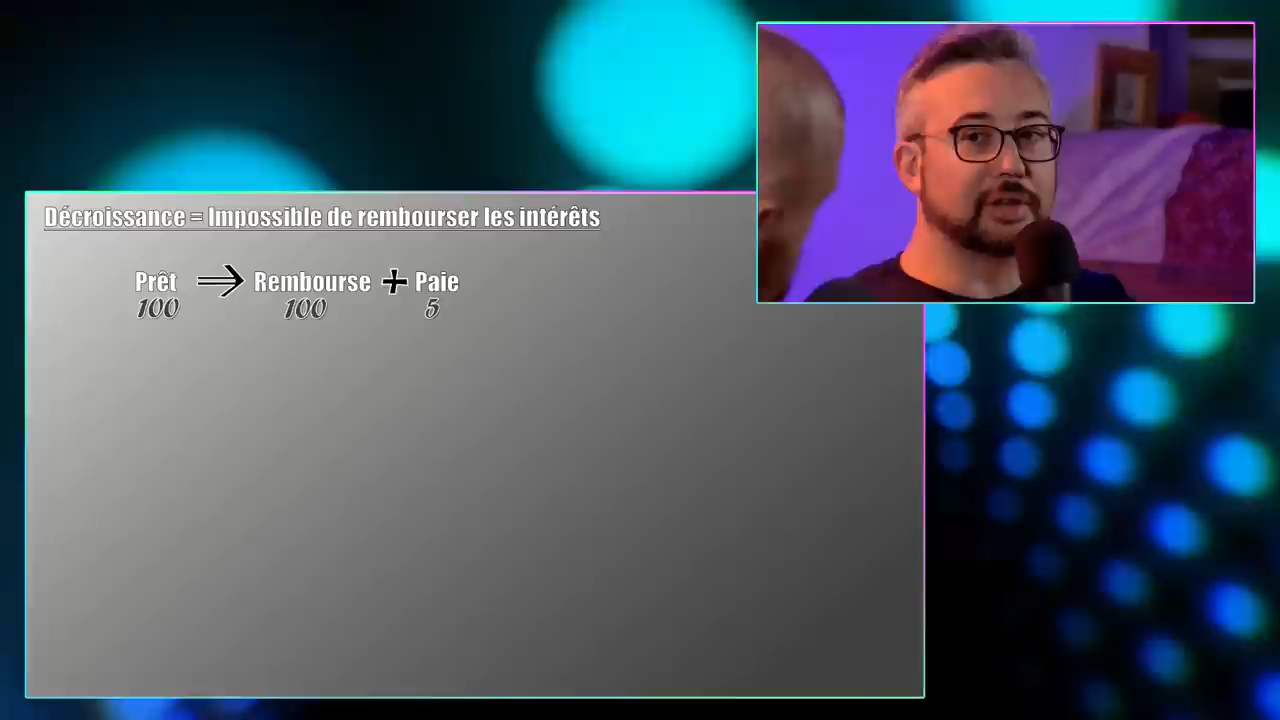 Décroissance = Impossible de rembourser les intérêts
Prêt ⇒ Rembourse + Paie
100 100 5